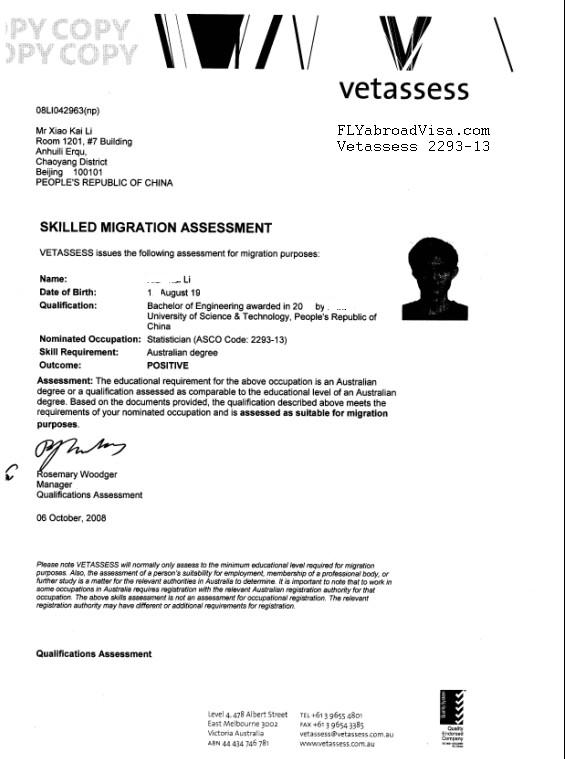 PY COPY
OPY COPY
vetassess
08LI042963(np)
FLYabroadVisa.com
Vetassess 2293-13
Mr Xiao Kai Li
Room 1201, #7 Building
Anhuili Erqu,
Chaoyang District
Beijing 100101
PEOPLE'S REPUBLIC OF CHINA
SKILLED MIGRATION ASSESSMENT
VETASSESS issues the following assessment for migration purposes:
Name: Li
Date of Birth: 1 August 19
Qualification: Bachelor of Engineering awarded in 20 by
University of Science & Technology, People's Republic of
China
Nominated Occupation: Statistician (ASCO Code: 2293-13)
Skill Requirement: Australian degree
Outcome: POSITIVE
Assessment: The educational requirement for the above occupation is an Australian
degree or a qualification assessed as comparable to the educational level of an Australian
degree. Based on the documents provided, the qualification described above meets the
requirements of your nominated occupation and is assessed as suitable for migration
purposes.
Rosemary Woodger
Manager
Qualifications Assessment
06 October, 2008
Please note VETASSESS will normally only assess to the minimum educational level required for migration
purposes. Also, the assessment of a person's suitability for employment, membership of a professional body, or
further study is a matter for the relevant authorities in Australia to determine. It is important to note that to work in
some occupations in Australia requires registration with the relevant Australian registration authority for that
occupation. The above skills assessment is not an assessment for occupational registration. The relevant
registration authority may have different or additional requirements for registration.
Qualifications Assessment
Level 4, 478 Albert Street
East Melbourne 3002
Victoria Australia
ABN 44 434 746 781
TEL +61 3 9655 4801
FAX +61 3 9654 3385
vetassess@vetassess.com.au
www.vetassess.com.au
Quality
Endorsed
Company